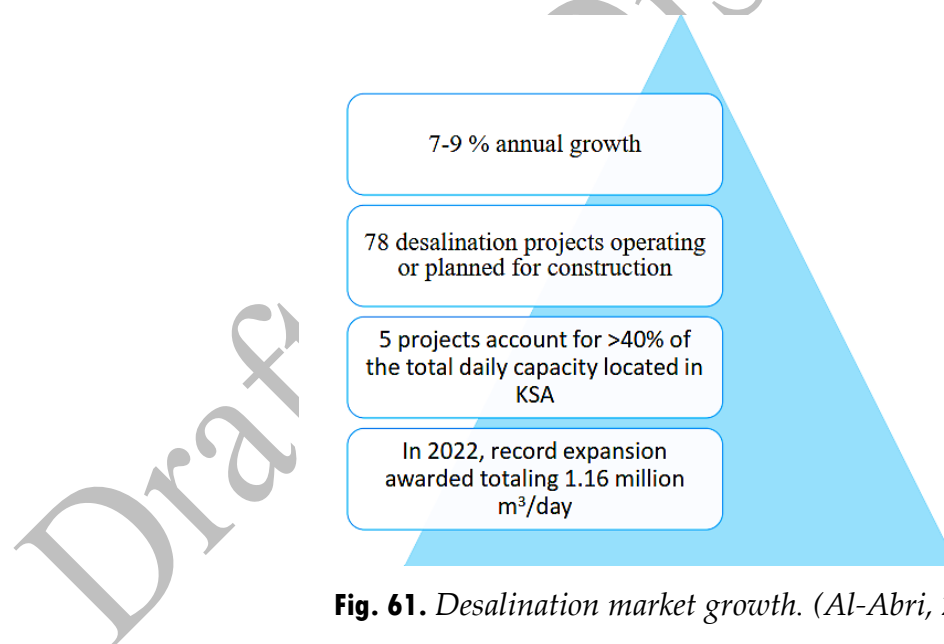 7-9 % annual growth
78 desalination projects operating
or planned for construction
5 projects account for >40% of
the total daily capacity located in
KSA
In 2022, record expansion
awarded totaling 1.16 million
m³/day
Fig. 61. Desalination market growth. (Al-Abri,
Draf